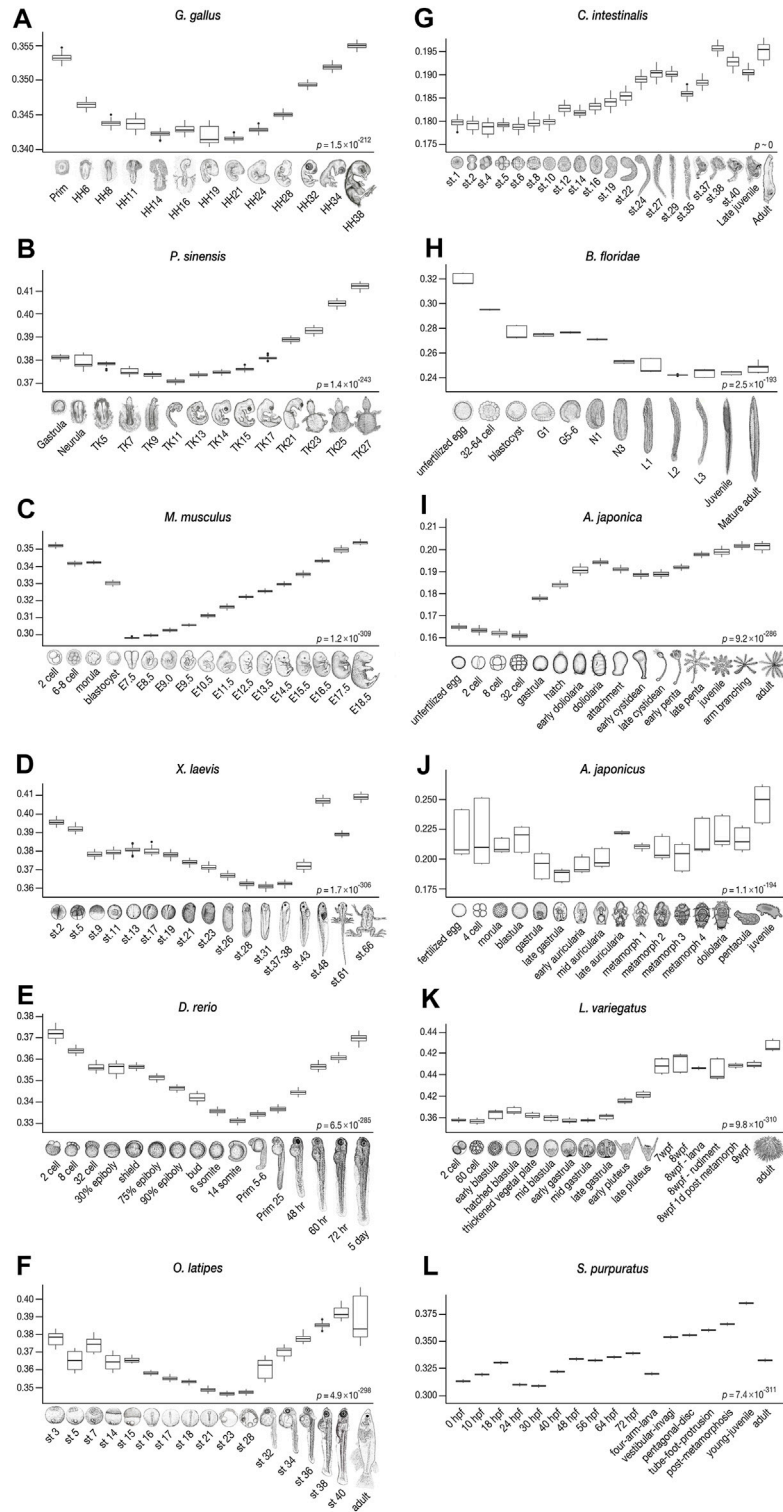 A
G. gallus
0.355
0.350
0.345
0.340
p = 1.5×10-212
Prim
HH6
HH8
HH11
HH14
HH16
HH19
HH21
HH24
HH28
HH32
HH34
HH38
B
P. sinensis
0.41
0.40
0.39
0.38
0.37
p = 1.4×10-243
Gastrula
Neurula
TK5
TK7
TK9
TK11
TK13
TK14
TK15
TK17
TK21
TK23
TK25
TK27
C
M. musculus
0.35
0.34
0.33
0.32
0.31
0.30
p = 1.2×10-309
2 cell
6-8 cell
morula
blastocyst
E7.5
E8.5
E9.0
E9.5
E10.5
E11.5
E12.5
E13.5
E14.5
E15.5
E16.5
E17.5
E18.5
D
X. laevis
0.41
0.40
0.39
0.38
0.37
0.36
p = 1.7×10-306
st.2
st.5
st.9
st.11
st.13
st.17
st.19
st.21
st.23
st.26
st.28
st.31
st.37-38
st.43
st.48
st.61
st.66
E
D. rerio
0.38
0.37
0.36
0.35
0.34
0.33
p = 6.5×10-285
2 cell
8 cell
32 cell
30% epiboly
shield
75% epiboly
90% epiboly
bud
6 somite
14 somite
Prim 5-6
Prim 25
48 hr
60 hr
72 hr
5 day
F
O. latipes
0.40
0.39
0.38
0.37
0.36
0.35
p = 4.9×10-298
st 3
st 5
st 7
st 14
st 15
st 16
st 17
st 18
st 21
st 23
st 28
st 32
st 34
st 36
st 38
st 40
adult
G
C. intestinalis
0.195
0.190
0.185
0.180
0.175
p ~ 0
st.1
st.2
st.4
st.5
st.6
st.8
st.10
st.12
st.14
st.16
st.19
st.22
st.24
st.27
st.29
st.35
st.37
st.38
st.40
Late juvenile
Adult
H
B. floridae
0.32
0.30
0.28
0.26
0.24
p = 2.5×10-193
unfertilized egg
32-64 cell
blastocyst
G1
G5-6
N1
N3
L1
L2
L3
Juvenile
Mature adult
I
A. japonica
0.21
0.20
0.19
0.18
0.17
0.16
p = 9.2×10-286
unfertilized egg
2 cell
8 cell
32 cell
gastrula
hatch
early doliolaria
doliolaria
attachment
early cystidean
late cystidean
early penta
late penta
juvenile
arm branching
adult
J
A. japonicus
0.250
0.225
0.200
0.175
p = 1.1×10-194
fertilized egg
4 cell
morula
blastula
gastrula
late gastrula
early auricularia
mid auricularia
late auricularia
metamorph 1
metamorph 2
metamorph 3
metamorph 4
doliolaria
pentacula
juvenile
K
L. variegatus
0.44
0.42
0.42
0.36
p = 9.8×10-310
2 cell
60 cell
early blastula
hatched blastula
thickened vegetal plate
mid blastula
early gastrula
mid gastrula
late gastrula
early pluteus
late pluteus
7wpf
8wpf
8wpf - larva
8wpf - rudiment
8wpf 1d post metamorph
9wpf
adult
L
S. purpuratus
0.375
0.350
0.325
0.300
p = 7.4×10-311
0 hpf
10 hpf
18 hpf
24 hpf
30 hpf
40 hpf
48 hpf
56 hpf
64 hpf
72 hpf
four-arm-larva
vestibular-invagi
pentagonal-disc
tube-foot-protrusion
post-metamorphosis
young-juvenile
adult